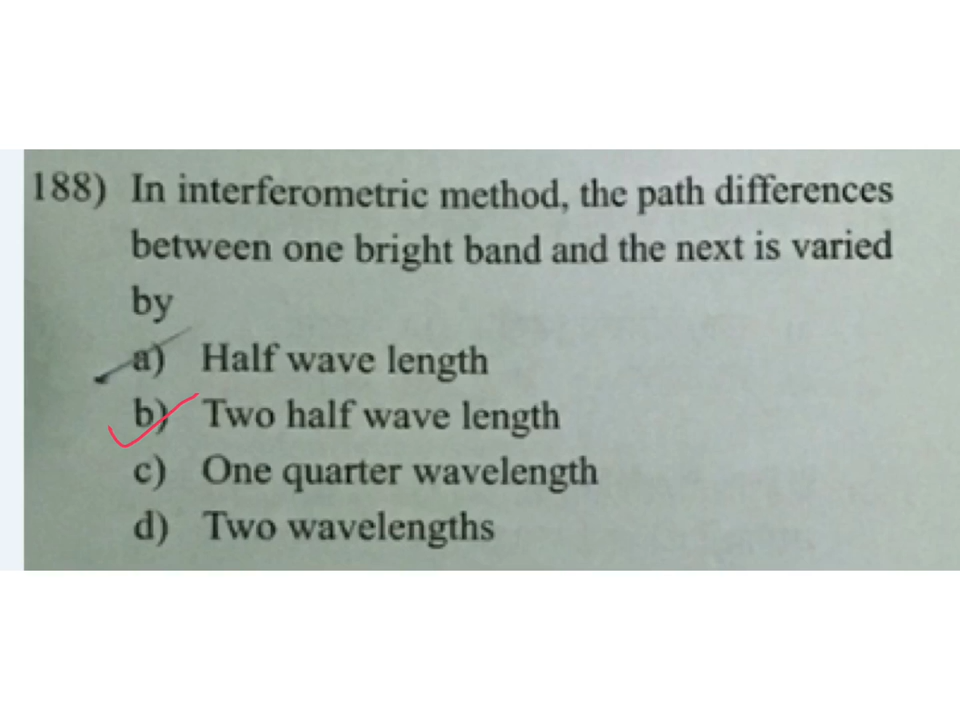 188) In interferometric method, the path differences
between one bright band and the next is varied
by
a) Half wave length
b) Two half wave length
c) One quarter wavelength
d) Two wavelengths